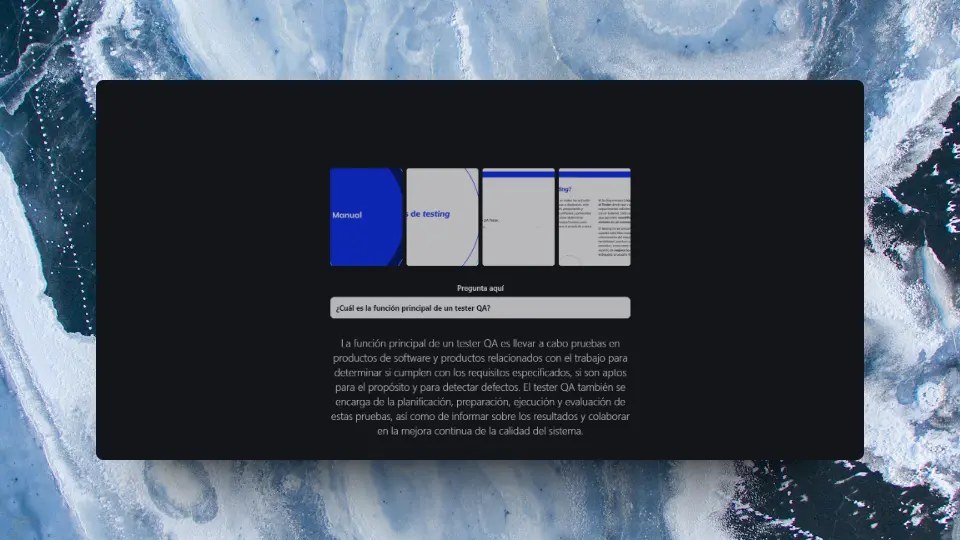 Manual
s de testing
QA Tester
ing?
Pregunta aquí
¿Cuál es la función principal de un tester QA?
La función principal de un tester QA es llevar a cabo pruebas en
productos de software y productos relacionados con el trabajo para
determinar si cumplen con los requisitos especificados, si son aptos
para el propósito y para detectar defectos. El tester QA también se
encarga de la planificación, preparación, ejecución y evaluación de
estas pruebas, así como de informar sobre los resultados y colaborar
en la mejora continua de la calidad del sistema.